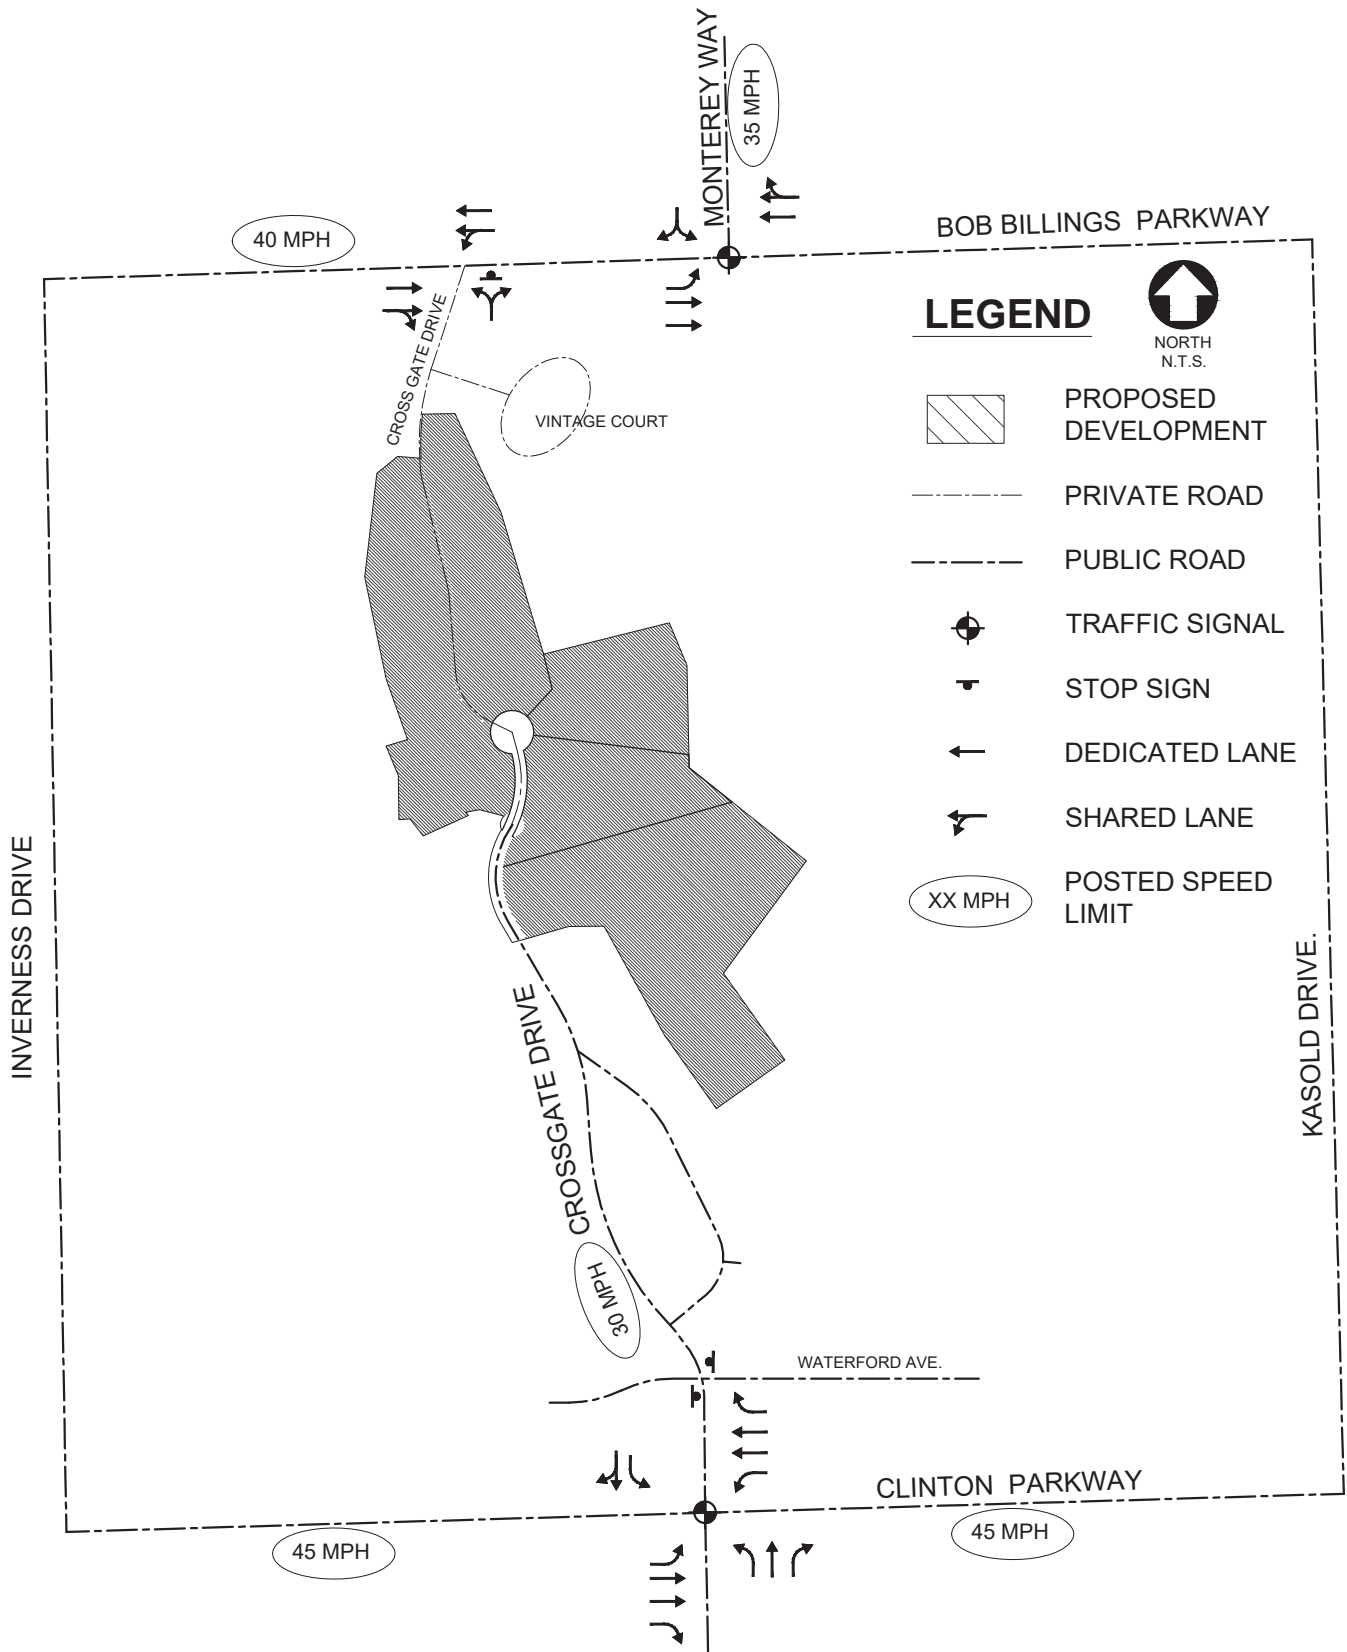 MONTEREY WAY
35 MPH
BOB BILLINGS PARKWAY
40 MPH
CROSS GATE DRIVE
VINTAGE COURT
LEGEND
NORTH
N.T.S.
PROPOSED
DEVELOPMENT
PRIVATE ROAD
PUBLIC ROAD
TRAFFIC SIGNAL
STOP SIGN
DEDICATED LANE
SHARED LANE
XX MPH
POSTED SPEED
LIMIT
INVERNESS DRIVE
KASOLD DRIVE.
CROSSGATE DRIVE
30 MPH
WATERFORD AVE.
CLINTON PARKWAY
45 MPH
45 MPH